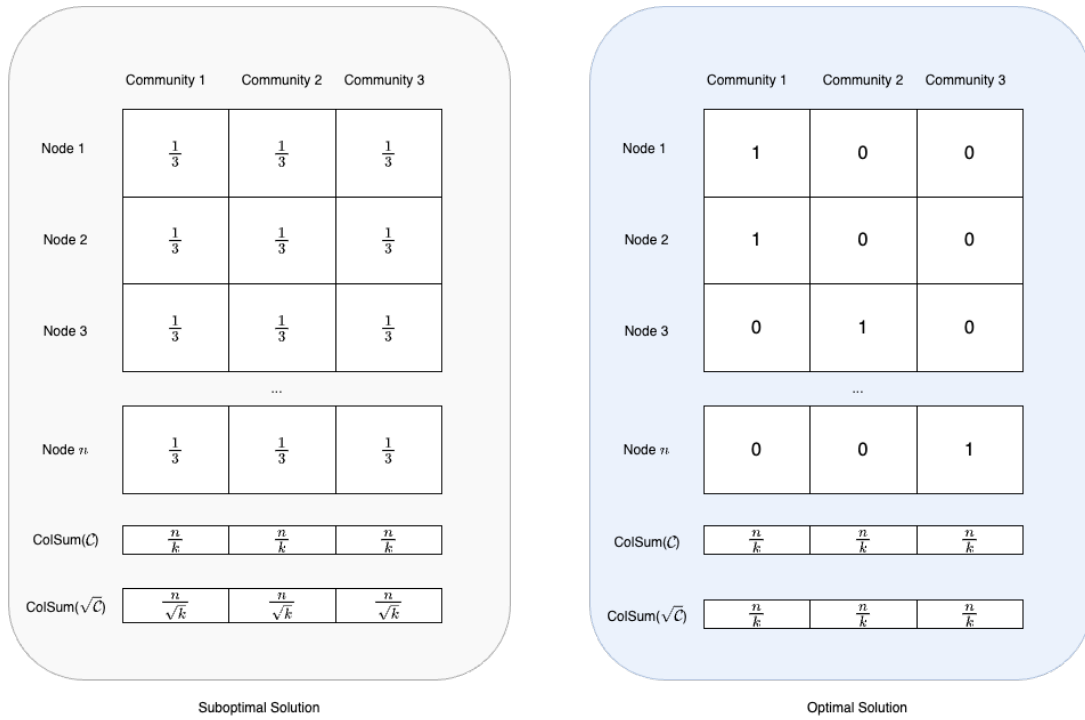 Community 1 Community 2 Community 3
Node 1 1/3 1/3 1/3
Node 2 1/3 1/3 1/3
Node 3 1/3 1/3 1/3
...
Node n 1/3 1/3 1/3
ColSum(𝒞) n/k n/k n/k
ColSum(√𝒞) n/√k n/√k n/√k
Suboptimal Solution
Community 1 Community 2 Community 3
Node 1 1 0 0
Node 2 1 0 0
Node 3 0 1 0
...
Node n 0 0 1
ColSum(𝒞) n/k n/k n/k
ColSum(√𝒞) n/k n/k n/k
Optimal Solution